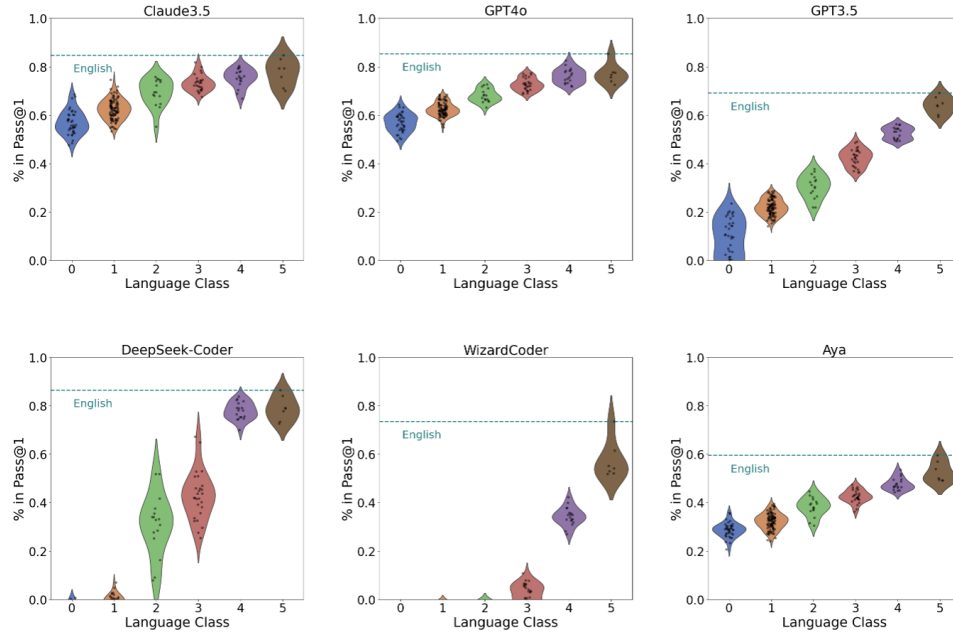 Claude3.5
GPT4o
GPT3.5
% in Pass@1
1.0
0.8
0.6
0.4
0.2
0.0
English
0 1 2 3 4 5
Language Class
% in Pass@1
1.0
0.8
0.6
0.4
0.2
0.0
English
0 1 2 3 4 5
Language Class
% in Pass@1
1.0
0.8
0.6
0.4
0.2
0.0
English
0 1 2 3 4 5
Language Class
DeepSeek-Coder
WizardCoder
Aya
% in Pass@1
1.0
0.8
0.6
0.4
0.2
0.0
English
0 1 2 3 4 5
Language Class
% in Pass@1
1.0
0.8
0.6
0.4
0.2
0.0
English
0 1 2 3 4 5
Language Class
% in Pass@1
1.0
0.8
0.6
0.4
0.2
0.0
English
0 1 2 3 4 5
Language Class